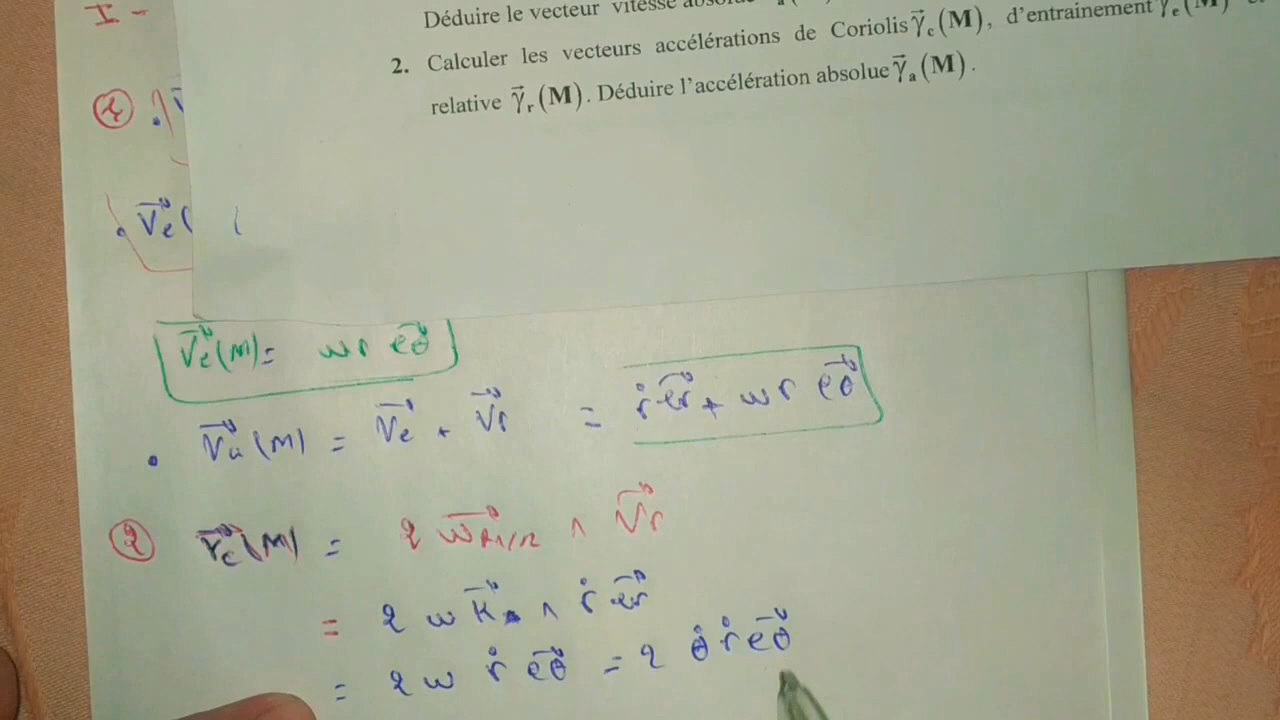 Déduire le vecteur vitesse
2. Calculer les vecteurs accélérations de Coriolis γ⃗c(M), d'entrainement γ⃗e(M)
relative γ⃗r(M). Déduire l'accélération absolue γ⃗a(M).
I -
① . V⃗
. V⃗e(
V⃗e(M) = ωr e⃗θ
. V⃗a(M) = V⃗e + V⃗r = ṙ e⃗r + ωr e⃗θ
② γ⃗c(M) = 2 ω⃗R1/R ∧ V⃗r
= 2 ω K⃗ ∧ ṙ e⃗r
= 2 ω ṙ e⃗θ = 2 θ̇ ṙ e⃗θ